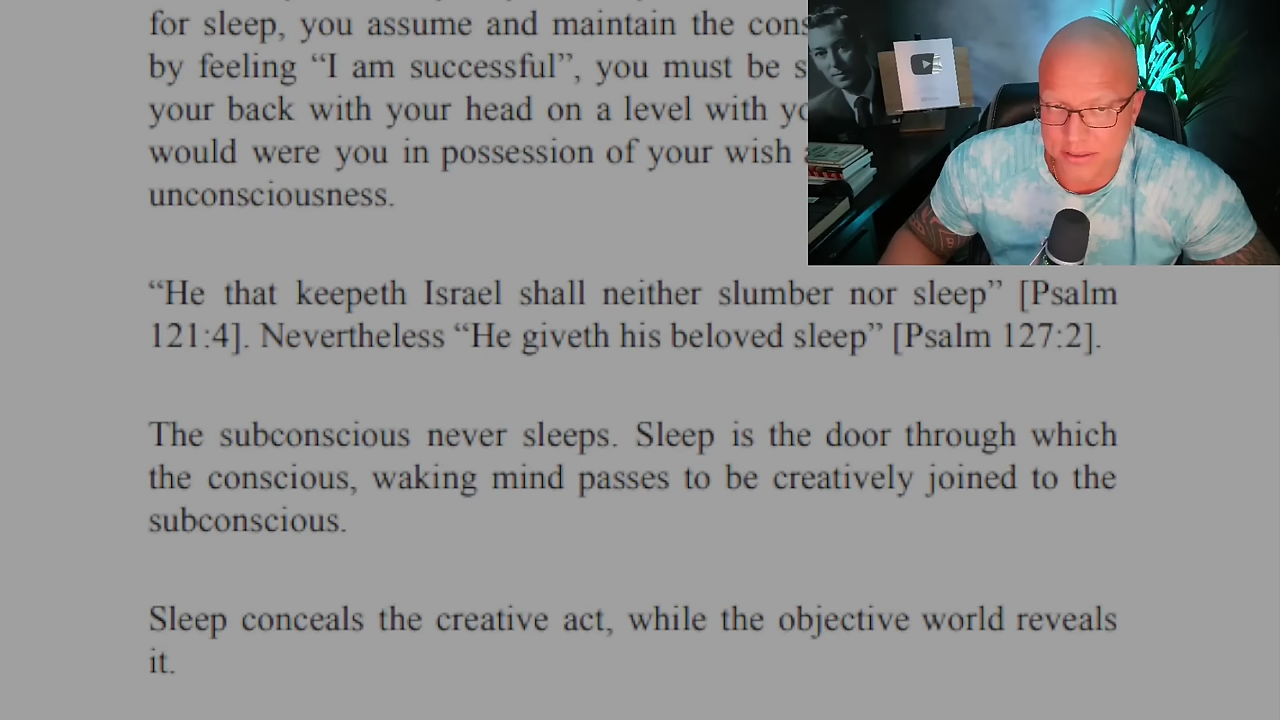 for sleep, you assume and maintain the
by feeling “I am successful”, you must be
your back with your head on a level with
would were you in possession of your wish
unconsciousness.
“He that keepeth Israel shall neither slumber nor sleep” [Psalm
121:4]. Nevertheless “He giveth his beloved sleep” [Psalm 127:2].
The subconscious never sleeps. Sleep is the door through which
the conscious, waking mind passes to be creatively joined to the
subconscious.
Sleep conceals the creative act, while the objective world reveals
it.